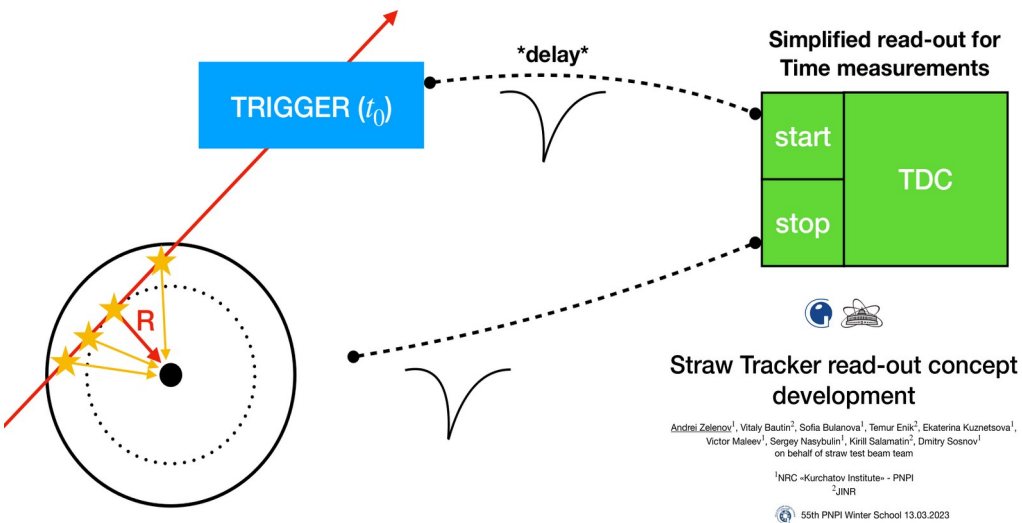 *delay*
TRIGGER (t₀)
Simplified read-out for
Time measurements
start
stop
TDC
R
Straw Tracker read-out concept
development
Andrei Zelenov¹, Vitaly Bautin², Sofia Bulanova¹, Temur Enik², Ekaterina Kuznetsova¹,
Victor Maleev¹, Sergey Nasybulin¹, Kirill Salamatin², Dmitry Sosnov¹
on behalf of straw test beam team
¹NRC «Kurchatov Institute» - PNPI
²JINR
55th PNPI Winter School 13.03.2023